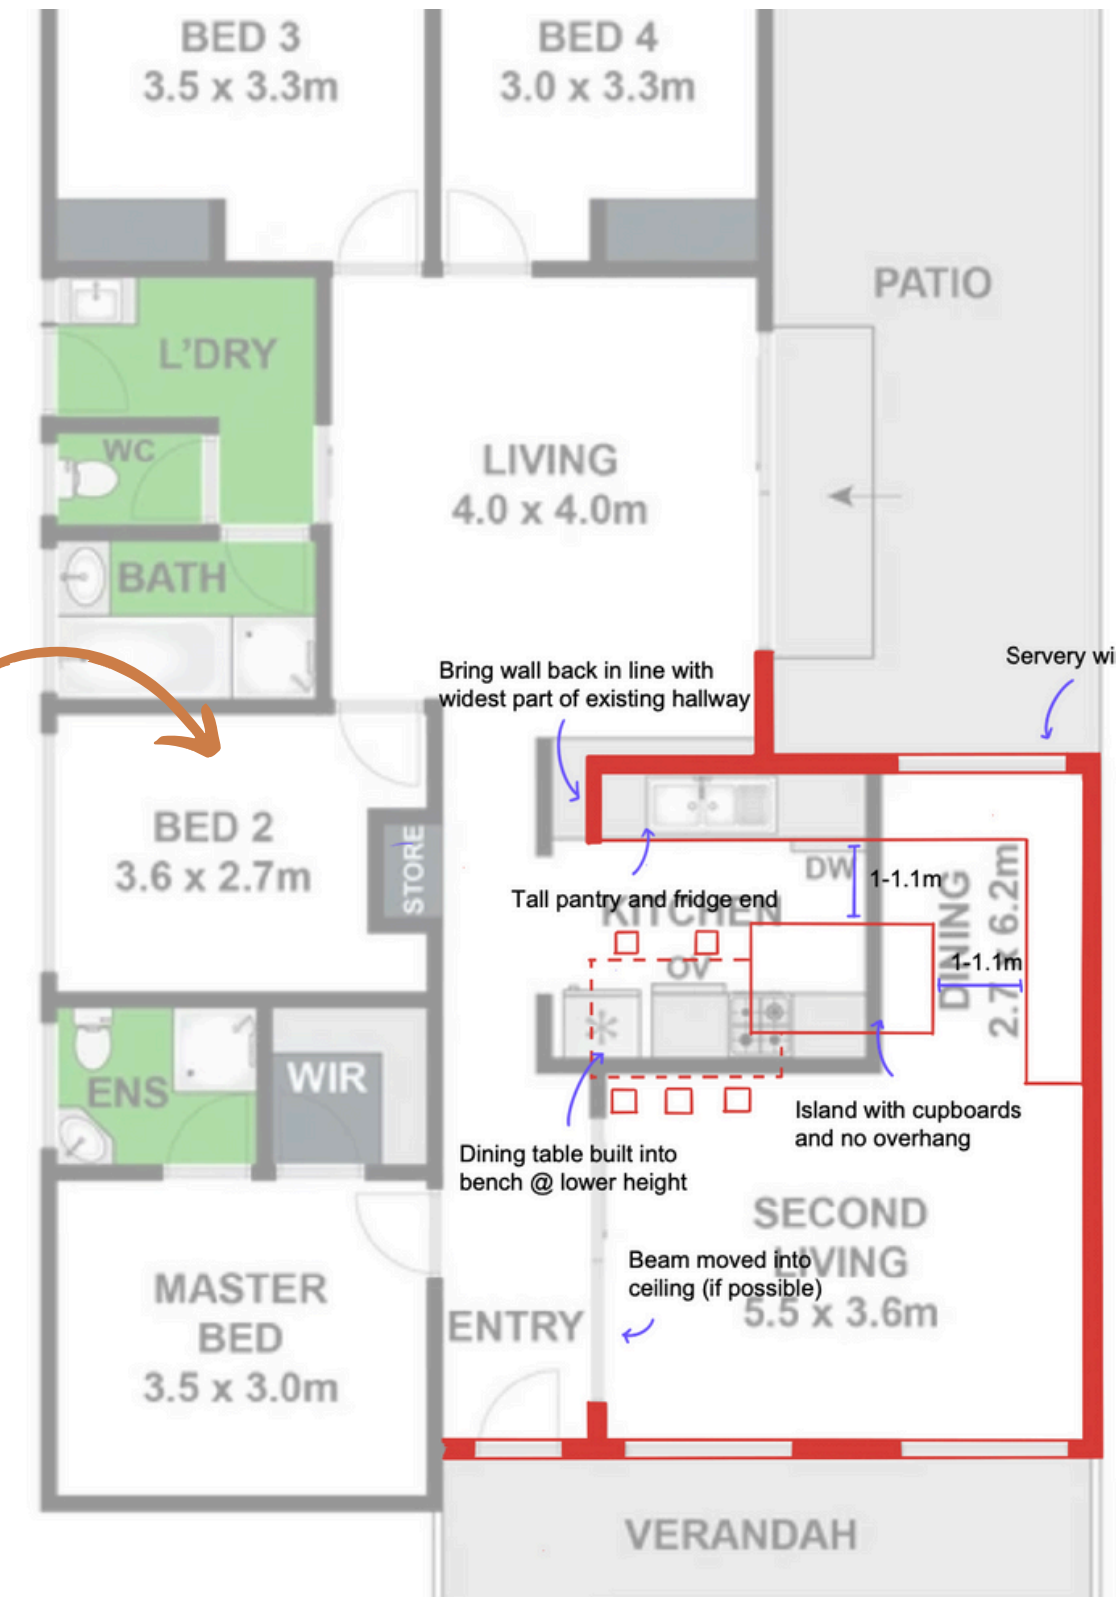 BED 3
3.5 x 3.3m
BED 4
3.0 x 3.3m
PATIO
L'DRY
WC
LIVING
4.0 x 4.0m
BATH
Servery wi
Bring wall back in line with
widest part of existing hallway
BED 2
3.6 x 2.7m
STORE
DW
1-1.1m
Tall pantry and fridge end
KITCHEN
DINING
2.7 x 6.2m
1-1.1m
OV
ENS
WIR
Island with cupboards
and no overhang
Dining table built into
bench @ lower height
SECOND
LIVING
5.5 x 3.6m
Beam moved into
ceiling (if possible)
MASTER
BED
3.5 x 3.0m
ENTRY
VERANDAH